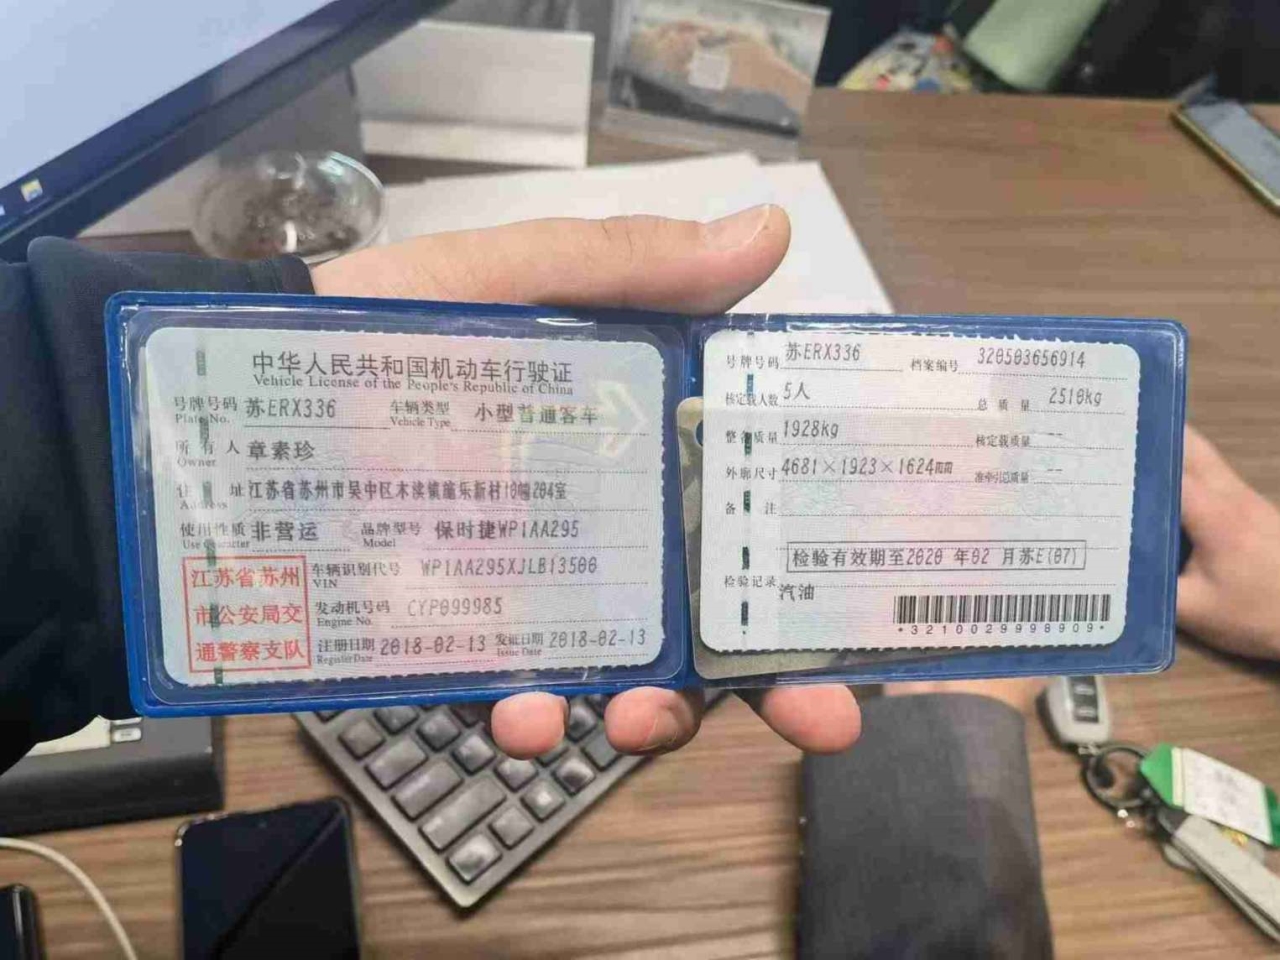 中华人民共和国机动车行驶证
Vehicle License of the People's Republic of China
号牌号码 苏ERX336 车辆类型 小型普通客车
Plate No. Vehicle Type
所有人 章素珍
Owner
住址 江苏省苏州市吴中区木渎镇 乐新村10幢204室
Address
使用性质 非营运 品牌型号 保时捷WP1AA295
Use Character Model
江苏省苏州
市公安局交
通警察支队
车辆识别代号 WP1AA295XJLB13500
VIN
发动机号码 CYP099985
Engine No.
注册日期 2018-02-13 发证日期 2018-02-13
Register Date Issue Date
号牌号码 苏ERX336 档案编号 320503656914
核定载人数 5人 总质量 2510kg
整备质量 1928kg 核定载质量 --
外廓尺寸 4681×1923×1624mm 准牵引总质量 --
备注
检验有效期至2020 年02 月苏E(07)
检验记录
汽油
*3210029998909*